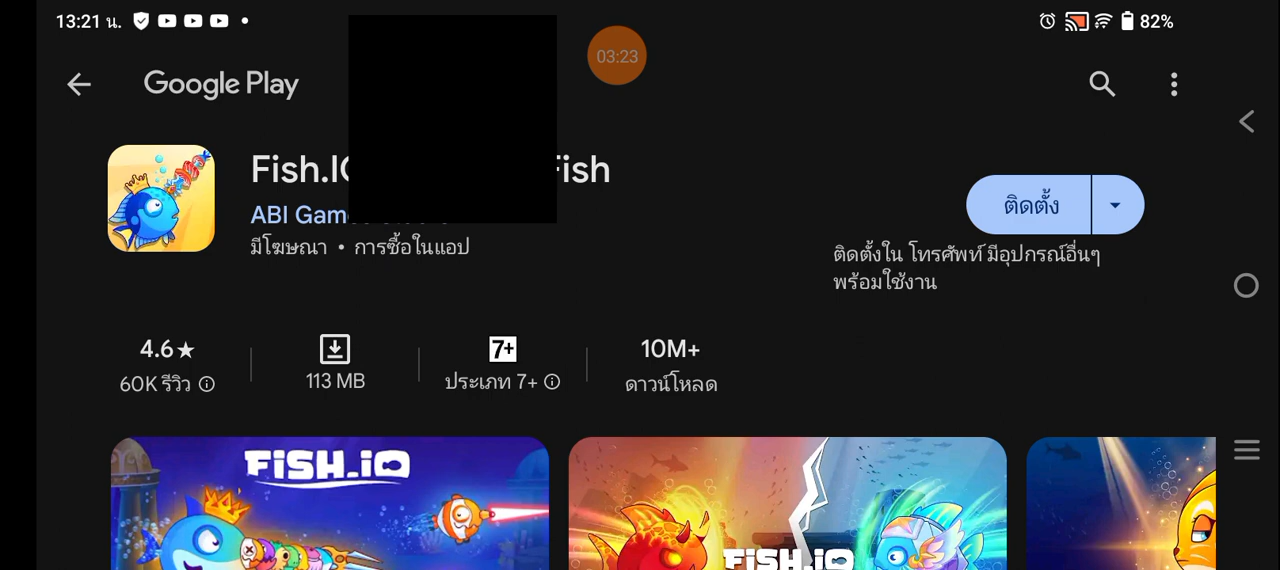 13:21 น.
03:23
82%
Google Play
Fish.IO Fish
ABI Games
มีโฆษณา • การซื้อในแอป
ติดตั้ง
ติดตั้งใน โทรศัพท์ มีอุปกรณ์อื่นๆ
พร้อมใช้งาน
4.6★
60K รีวิว
113 MB
7+
ประเภท 7+
10M+
ดาวน์โหลด
FISH.IO
FISH.IO